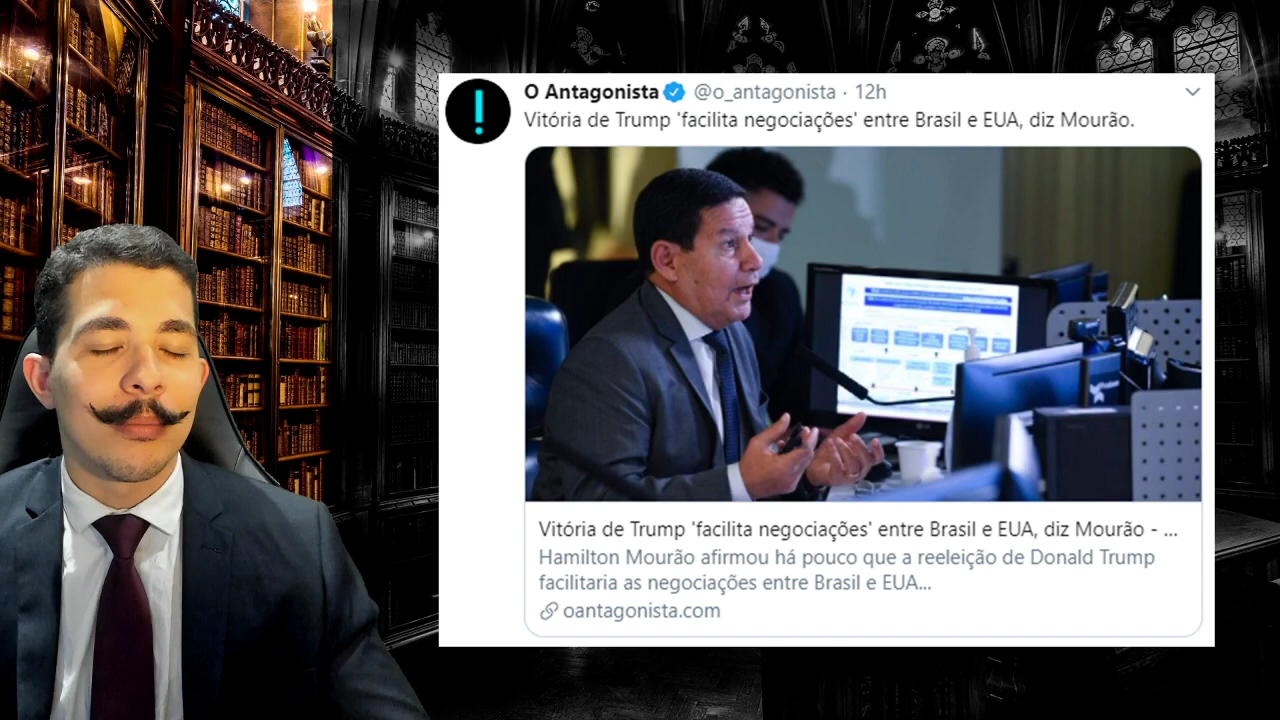 O Antagonista @o_antagonista · 12h
Vitória de Trump 'facilita negociações' entre Brasil e EUA, diz Mourão.
Vitória de Trump 'facilita negociações' entre Brasil e EUA, diz Mourão - ...
Hamilton Mourão afirmou há pouco que a reeleição de Donald Trump
facilitaria as negociações entre Brasil e EUA...
oantagonista.com